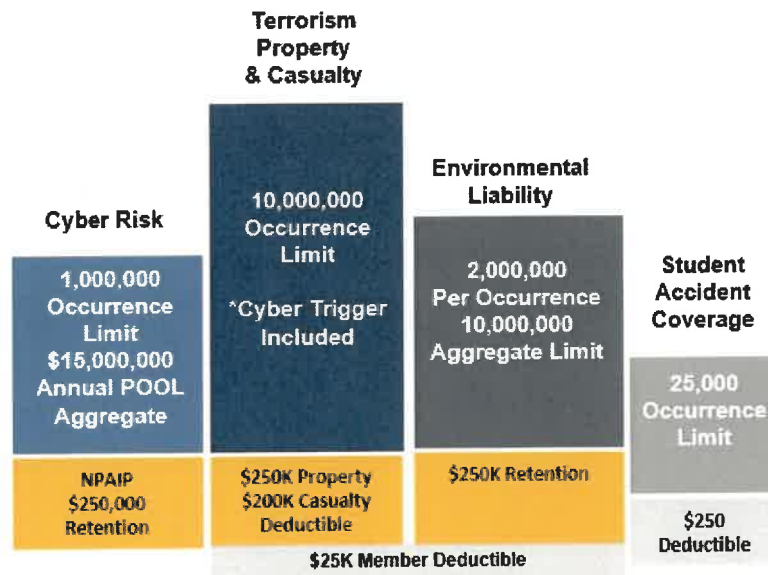 Terrorism
Property
& Casualty
Environmental
Liability
Cyber Risk
Student
Accident
Coverage
1,000,000
Occurrence
Limit
$15,000,000
Annual POOL
Aggregate
10,000,000
Occurrence
Limit
*Cyber Trigger
Included
2,000,000
Per Occurrence
10,000,000
Aggregate Limit
25,000
Occurrence
Limit
NPAIP
$250,000
Retention
$250K Property
$200K Casualty
Deductible
$250K Retention
$250
Deductible
$25K Member Deductible